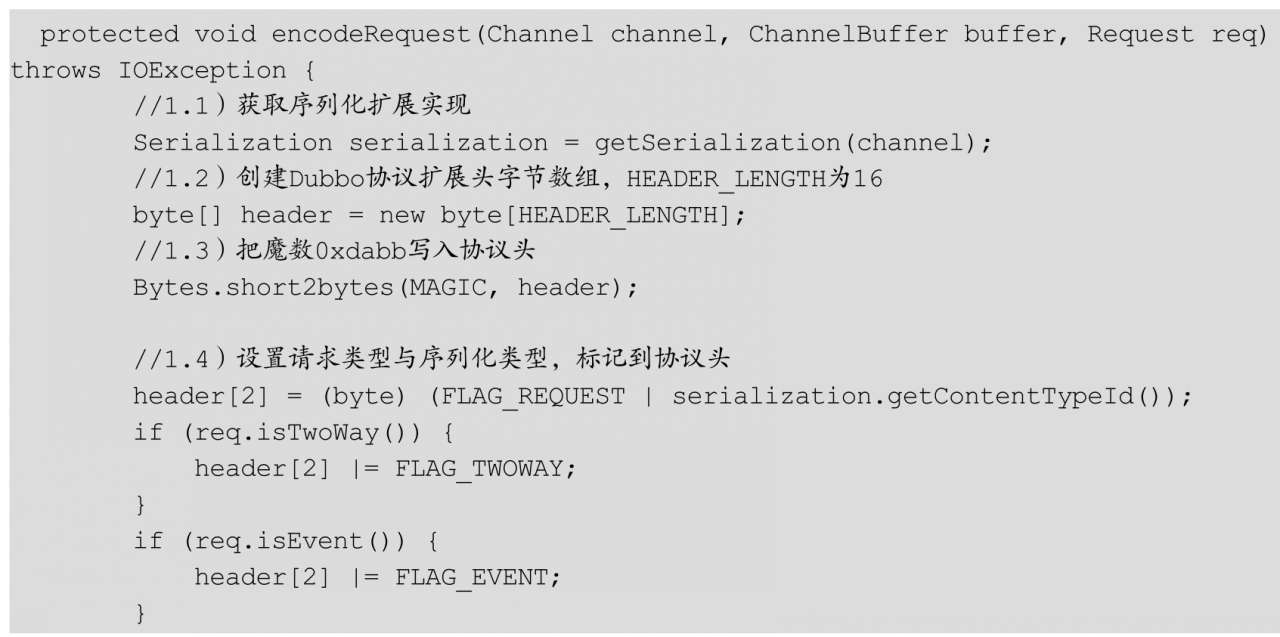 protected void encodeRequest(Channel channel, ChannelBuffer buffer, Request req)
throws IOException {
//1.1）获取序列化扩展实现
Serialization serialization = getSerialization(channel);
//1.2）创建Dubbo协议扩展头字节数组，HEADER_LENGTH为16
byte[] header = new byte[HEADER_LENGTH];
//1.3）把魔数0xdabb写入协议头
Bytes.short2bytes(MAGIC, header);
//1.4）设置请求类型与序列化类型，标记到协议头
header[2] = (byte) (FLAG_REQUEST | serialization.getContentTypeId());
if (req.isTwoWay()) {
header[2] |= FLAG_TWOWAY;
}
if (req.isEvent()) {
header[2] |= FLAG_EVENT;
}